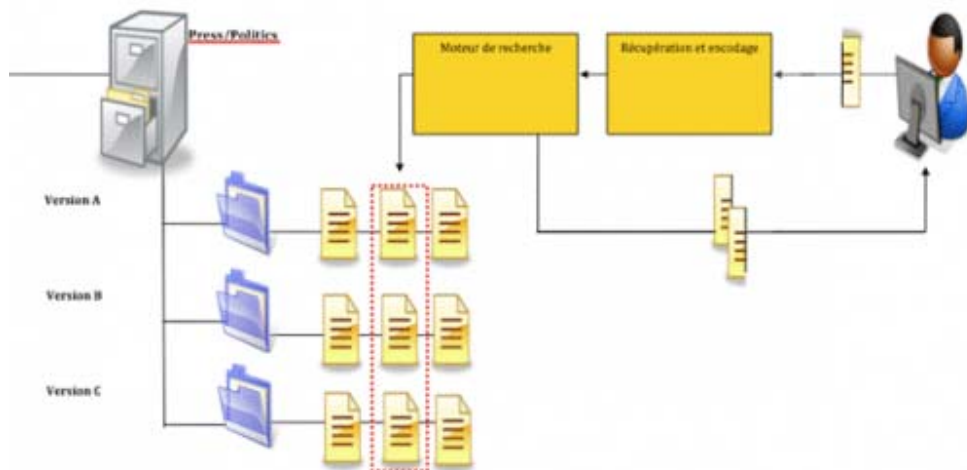 Press/Politics
Moteur de recherche
Récupération et encodage
Version A
Version B
Version C